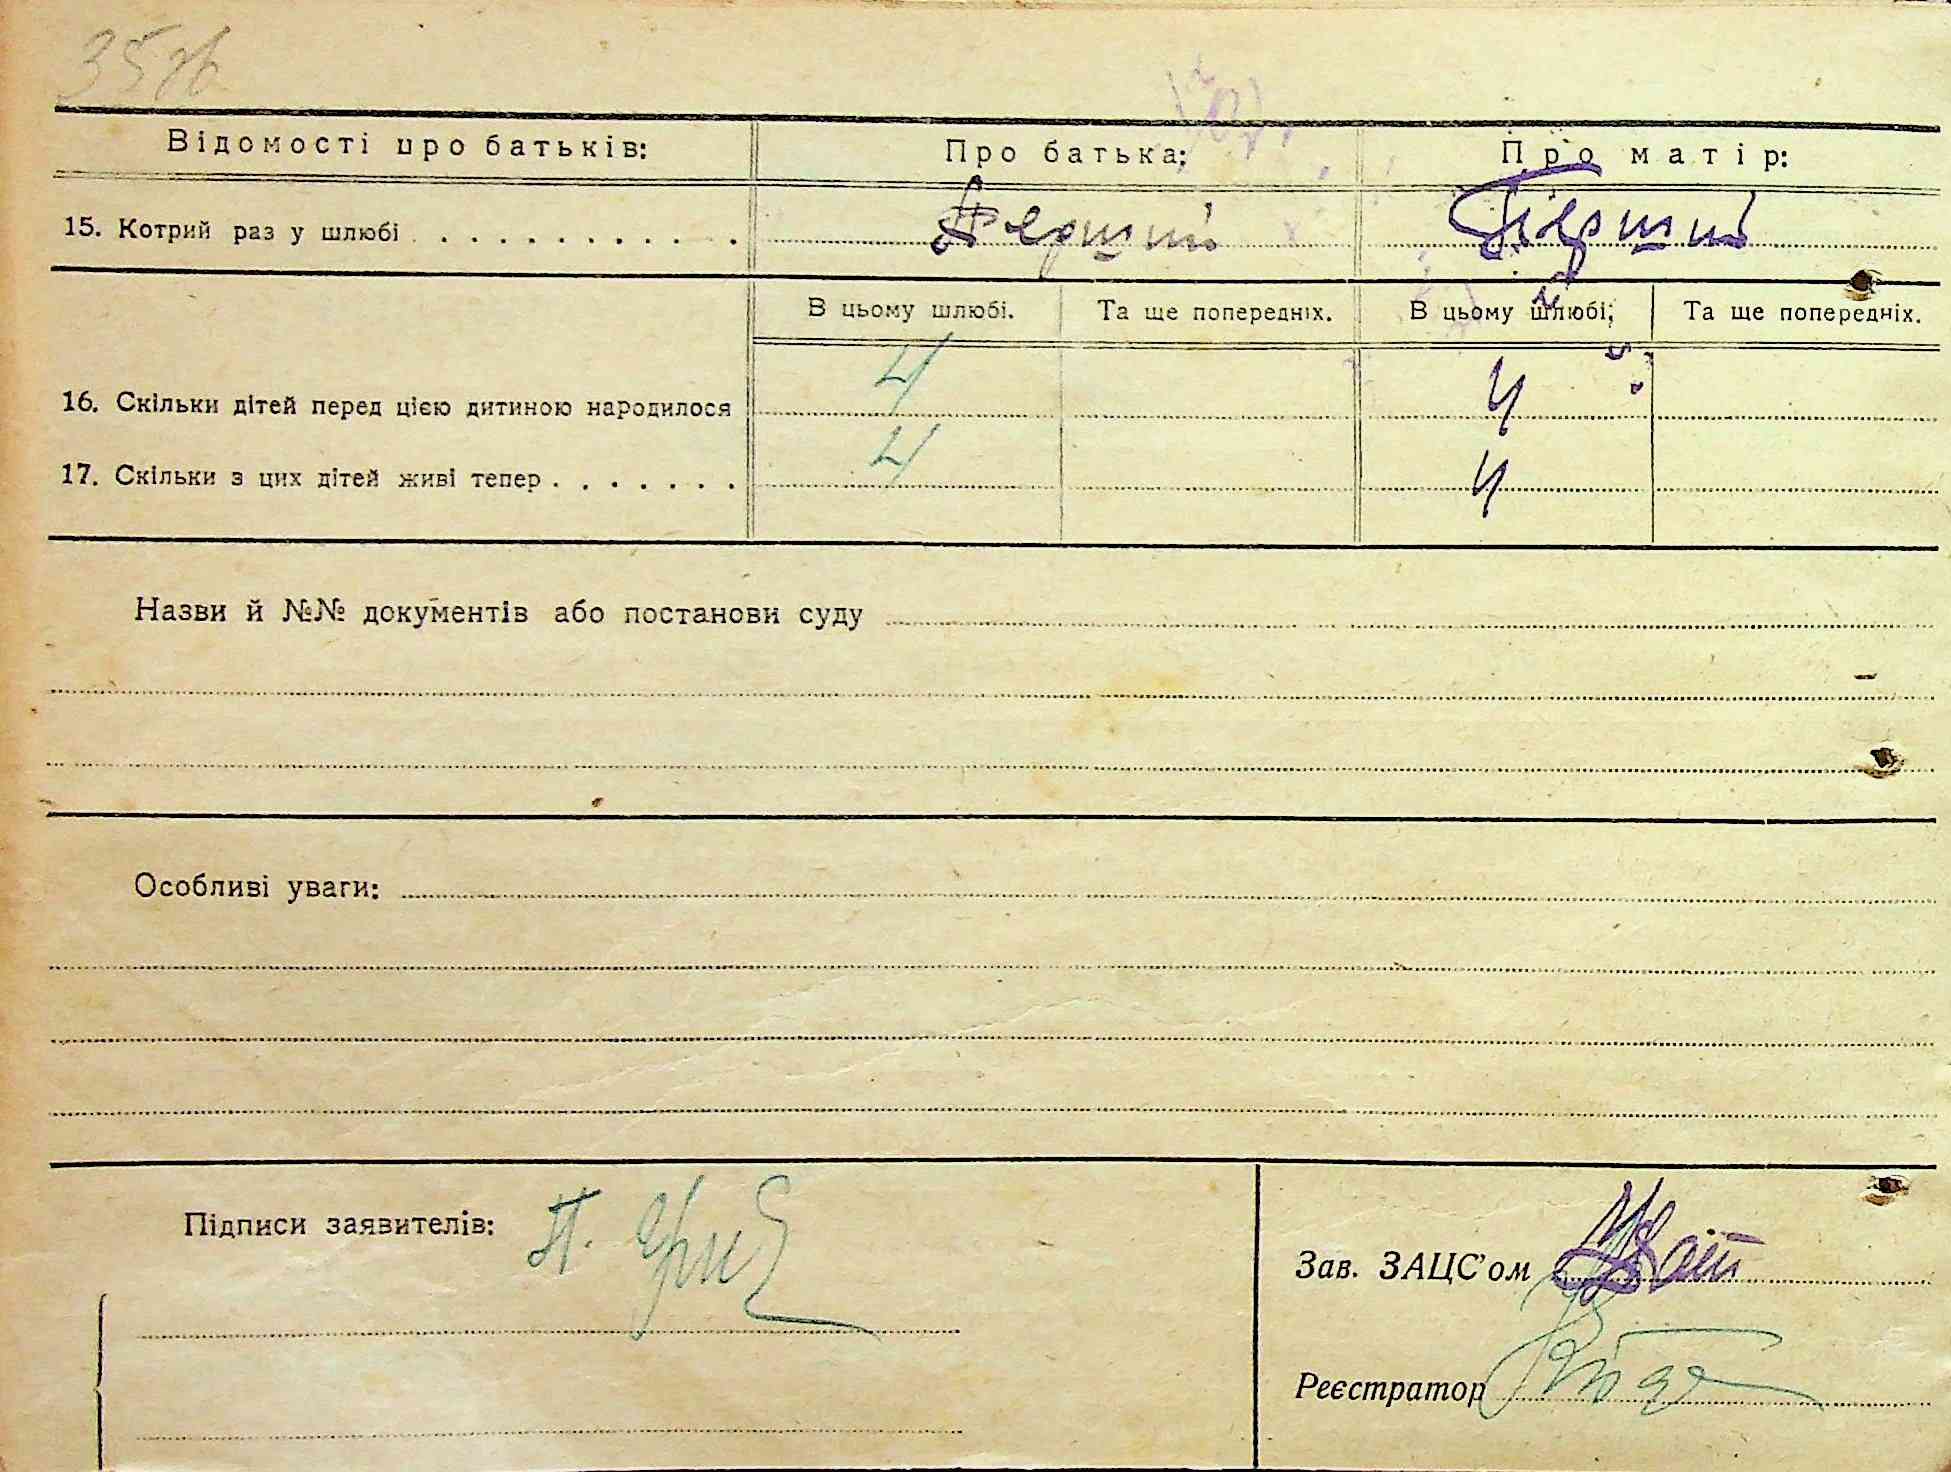 35зв
Відомості про батьків: Про батька: Про матір:
15. Котрий раз у шлюбі Перший Перший
В цьому шлюбі. Та ще попередніх. В цьому шлюбі; Та ще попередніх.
16. Скільки дітей перед цією дитиною народилося 4 4
17. Скільки з цих дітей живі тепер 4 4
Назви й №№ документів або постанови суду
Особливі уваги:
Підписи заявителів: П.
Зав. ЗАЦС’ом
Реєстратор